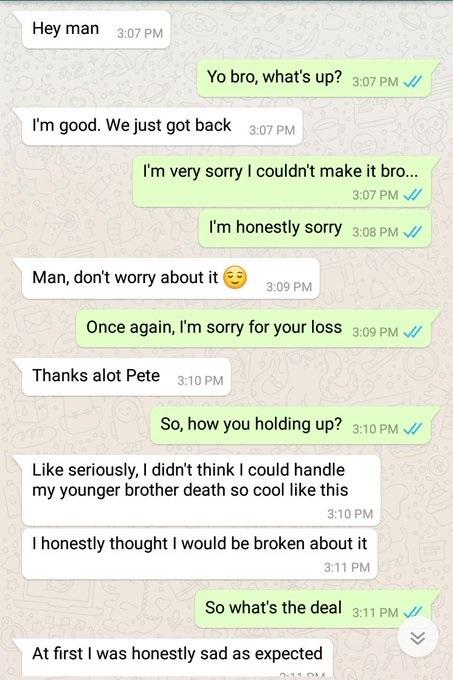 Hey man 3:07 PM
Yo bro, what's up? 3:07 PM
I'm good. We just got back 3:07 PM
I'm very sorry I couldn't make it bro...
3:07 PM
I'm honestly sorry 3:08 PM
Man, don't worry about it 😌 3:09 PM
Once again, I'm sorry for your loss 3:09 PM
Thanks alot Pete 3:10 PM
So, how you holding up? 3:10 PM
Like seriously, I didn't think I could handle
my younger brother death so cool like this
3:10 PM
I honestly thought I would be broken about it
3:11 PM
So what's the deal 3:11 PM
At first I was honestly sad as expected
3:11 PM